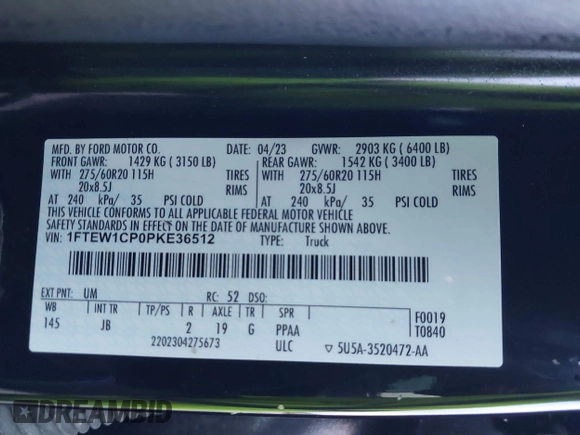 MFD. BY FORD MOTOR CO. 04/23 GVWR: 2903 KG ( 6400 LB)
FRONT GAWR: 1429 KG ( 3150 LB) REAR GAWR: 1542 KG ( 3400 LB)
WITH 275/60R20 115H TIRES WITH 275/60R20 115H TIRES
20x8.5J RIMS 20x8.5J RIMS
AT 240 kPa/ 35 PSI COLD AT 240 kPa/ 35 PSI COLD
THIS VEHICLE CONFORMS TO ALL APPLICABLE FEDERAL MOTOR VEHICLE
SAFETY STANDARDS IN EFFECT ON THE DATE OF MANUFACTURE SHOWN ABOVE.
VIN: 1FTEW1CP0PKE36512 TYPE: Truck
EXT PNT: UM RC: 52 DSO:
WB INT TR TP/PS R AXLE TR SPR F0019
145 JB 2 19 G PPAA T0840
2202304275673 ULC ▽ 5U5A-3520472-AA
DREAMBID